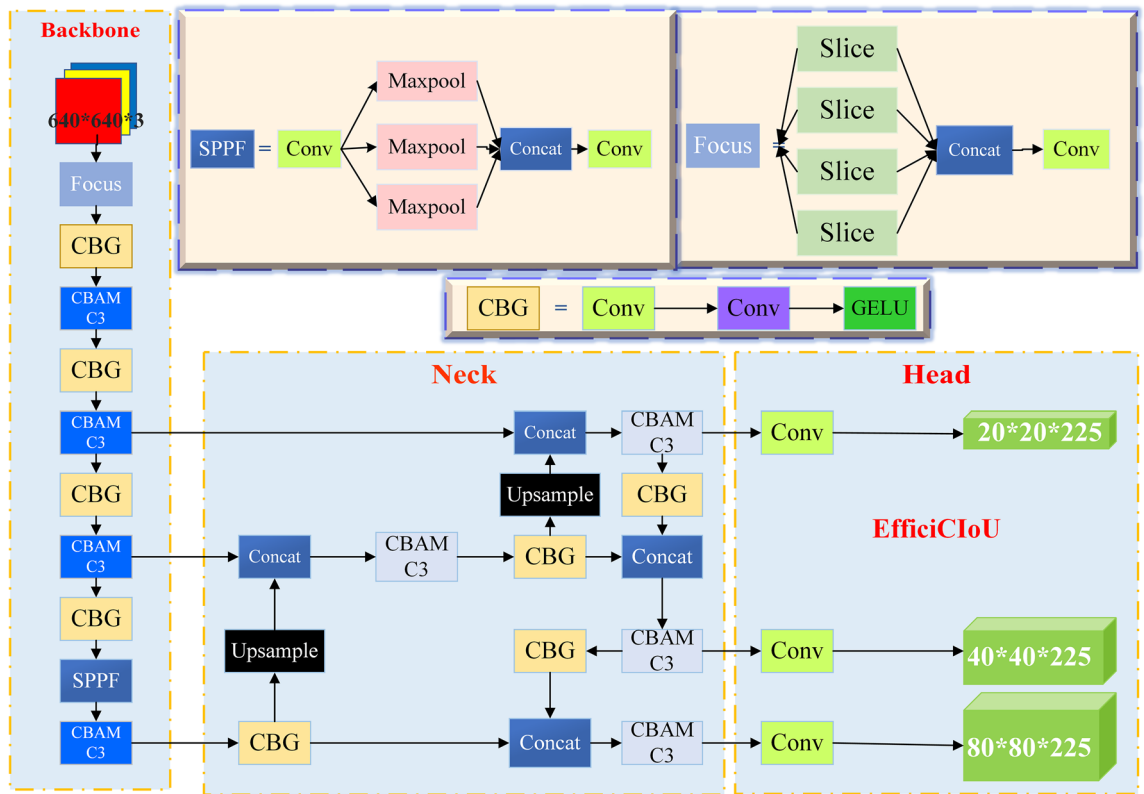 Backbone
640*640*3
Focus
CBG
CBAM
C3
CBG
CBAM
C3
CBG
CBAM
C3
CBG
SPPF
CBAM
C3
SPPF = Conv
Maxpool
Maxpool
Maxpool
Concat
Conv
Focus =
Slice
Slice
Slice
Slice
Concat
Conv
CBG = Conv Conv GELU
Neck
Concat
CBAM
C3
Upsample
CBG
Concat
CBAM
C3
CBG
Concat
Upsample
CBG
CBAM
C3
CBG
Concat
CBAM
C3
Head
Conv
20*20*225
EfficiCIoU
Conv
40*40*225
Conv
80*80*225